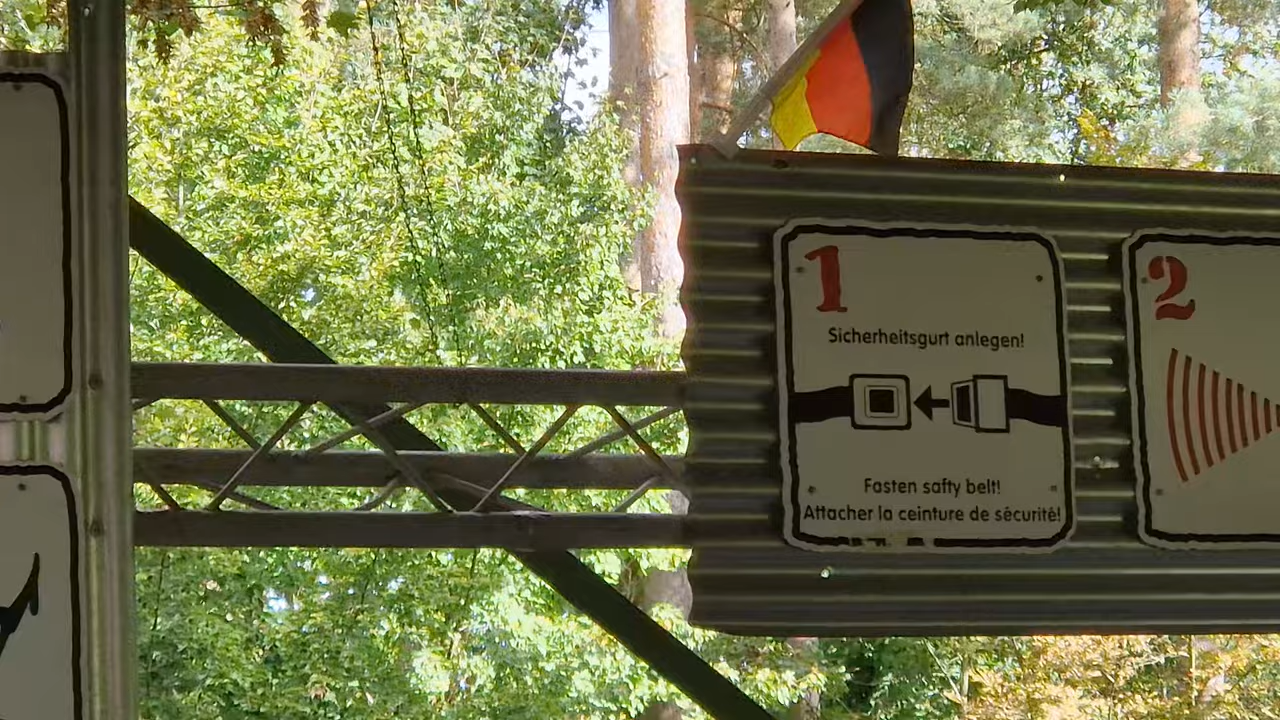 1
Sicherheitsgurt anlegen!
Fasten safty belt!
Attacher la ceinture de sécurité!
2